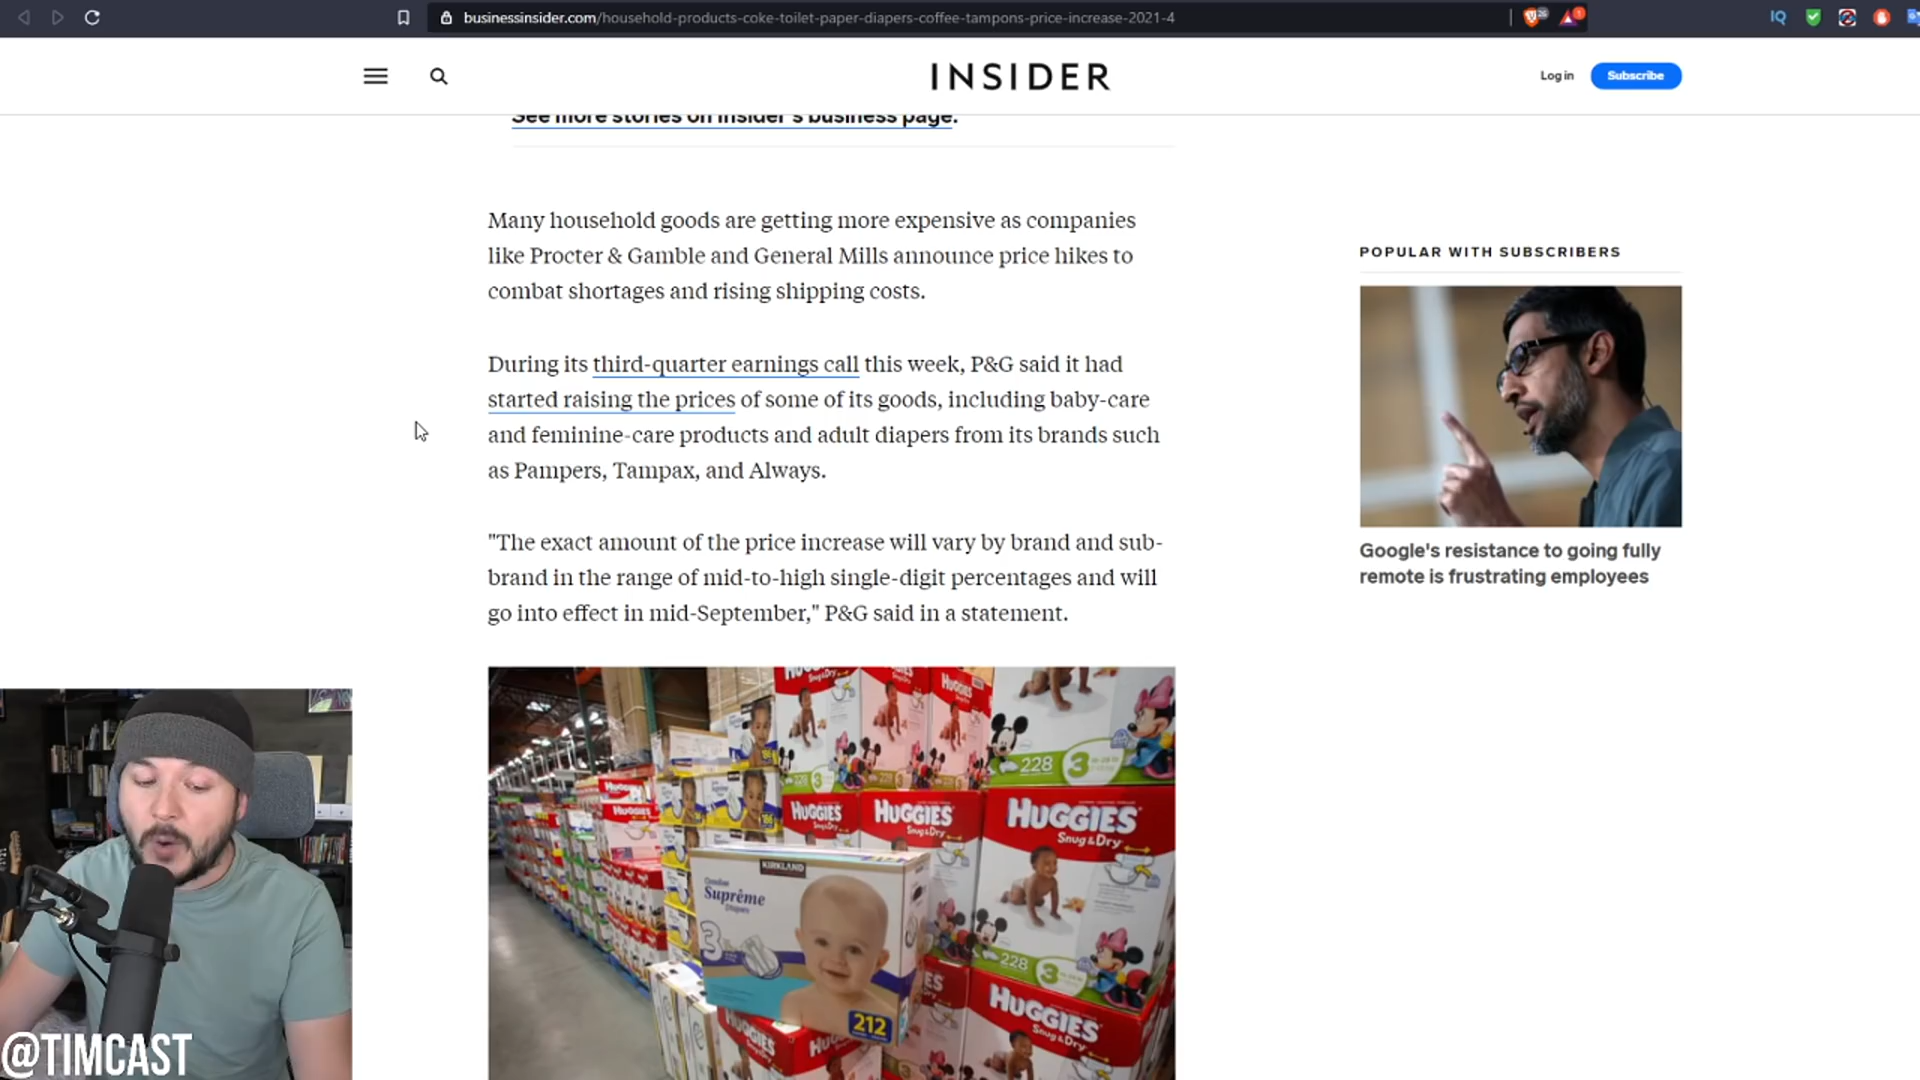 businessinsider.com/household-products-coke-toilet-paper-diapers-coffee-tampons-price-increase-2021-4
IQ
INSIDER
Log in
Subscribe
See more stories on Insider's business page.
Many household goods are getting more expensive as companies
like Procter & Gamble and General Mills announce price hikes to
combat shortages and rising shipping costs.
During its third-quarter earnings call this week, P&G said it had
started raising the prices of some of its goods, including baby-care
and feminine-care products and adult diapers from its brands such
as Pampers, Tampax, and Always.
"The exact amount of the price increase will vary by brand and sub-
brand in the range of mid-to-high single-digit percentages and will
go into effect in mid-September," P&G said in a statement.
POPULAR WITH SUBSCRIBERS
Google's resistance to going fully
remote is frustrating employees
HUGGIES
Snug & Dry
228
3
HUGGIES
HUGGIES
HUGGIES
Snug & Dry
KIRKLAND
Suprême
Diapers
3
212
228
3
HUGGIES
Snug & Dry
@TIMCAST